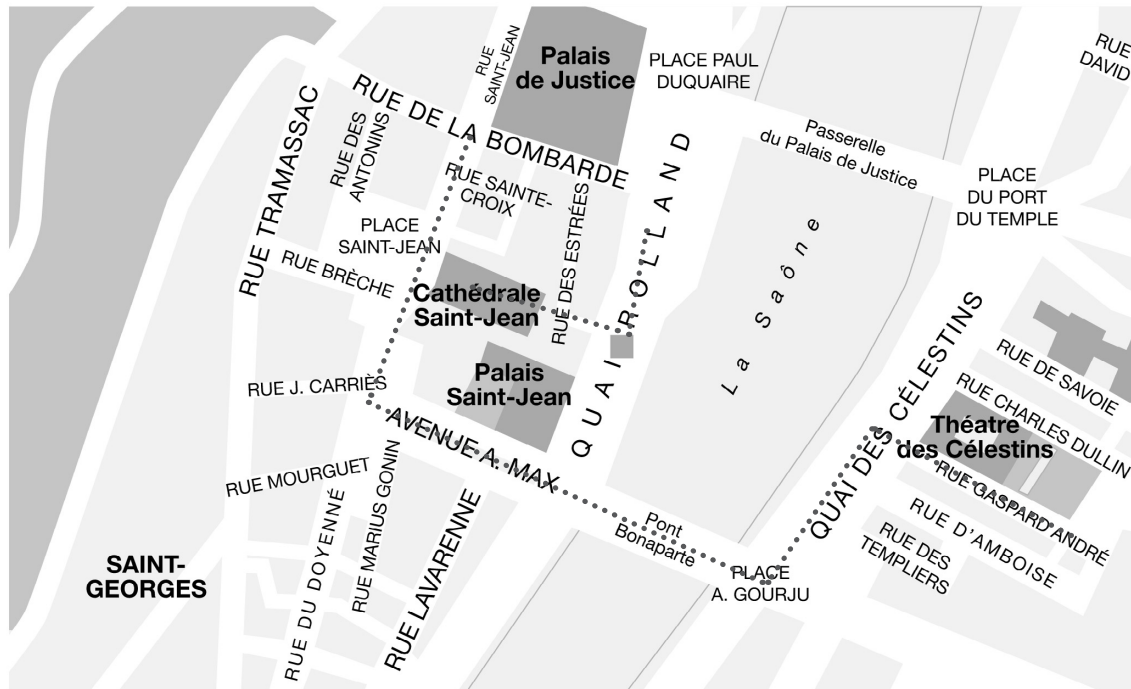 RUE
SAINT-JEAN
Palais
de Justice
PLACE PAUL
DUQUAIRE
RUE
DAVID
RUE TRAMASSAC
RUE DE LA BOMBARDE
RUE DES
ANTONINS
Passerelle
du Palais de Justice
RUE SAINTE-
CROIX
PLACE
DU PORT
DU TEMPLE
PLACE
SAINT-JEAN
RUE DES ESTRÉES
QUAI ROLLAND
La Saône
RUE BRÈCHE
Cathédrale
Saint-Jean
QUAI DES CÉLESTINS
RUE DE SAVOIE
RUE CHARLES DULLIN
Palais
Saint-Jean
RUE J. CARRIÈS
Théatre
des Célestins
AVENUE A. MAX
RUE GASPARD ANDRÉ
RUE MOURGUET
RUE D'AMBOISE
RUE DES
TEMPLIERS
Pont
Bonaparte
SAINT-
GEORGES
RUE DU DOYENNÉ
RUE MARIUS GONIN
RUE LAVARENNE
PLACE
A. GOURJU